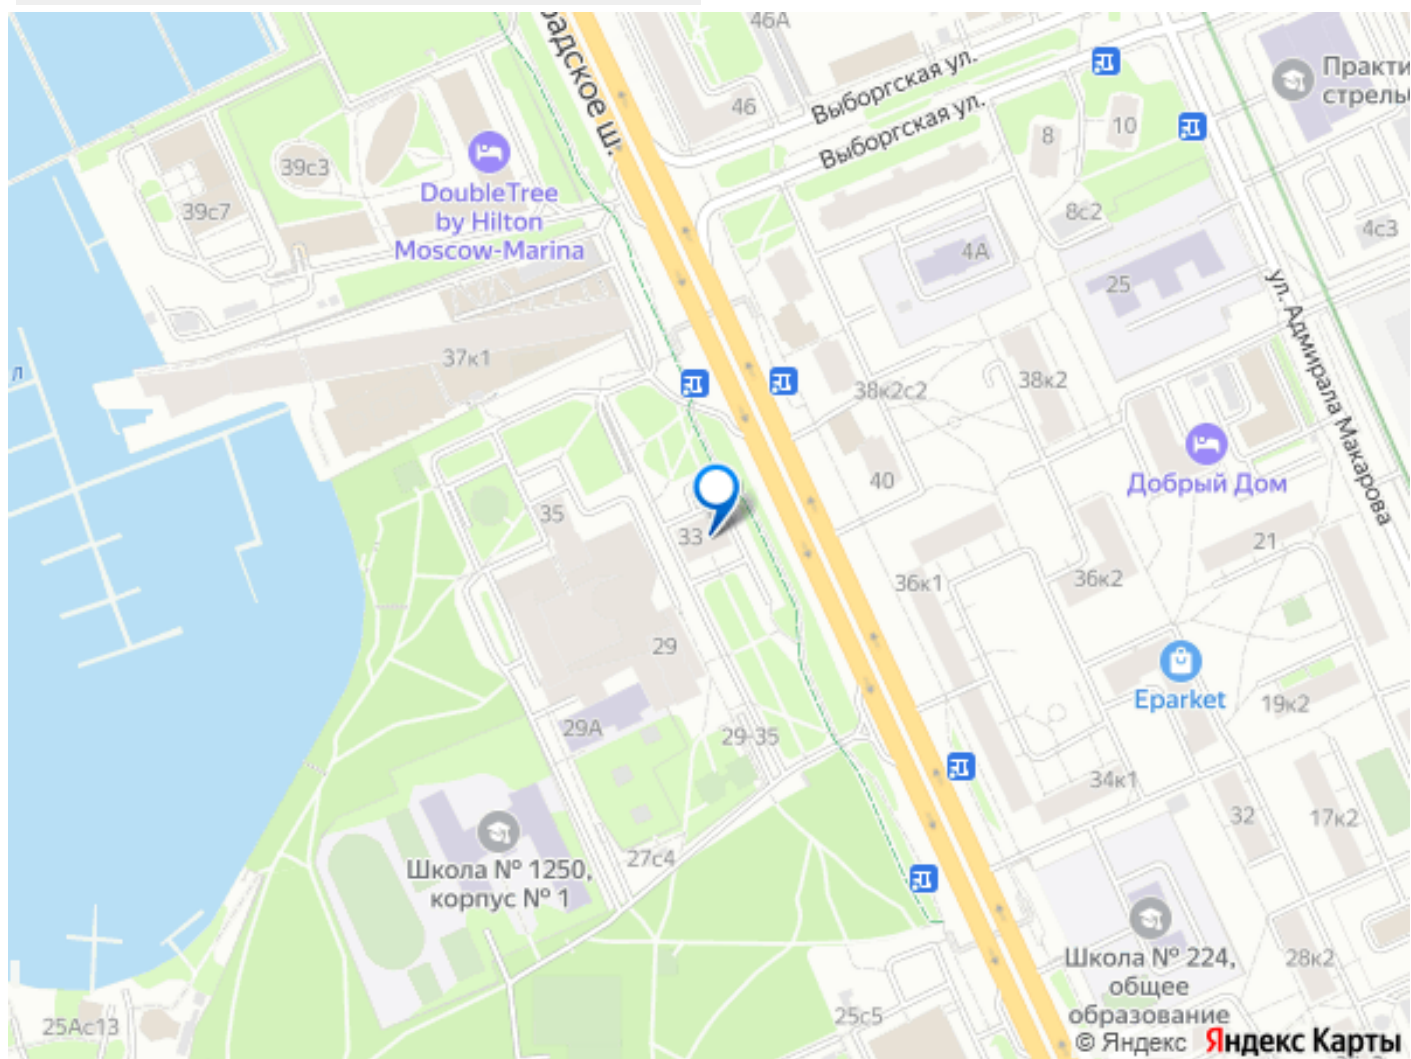 46А
радское ш.
46
Выборгская ул.
Выборгская ул.
Практи
стрельб
8
10
39с3
DoubleTree
by Hilton
Moscow-Marina
39с7
8с2
4с3
4А
25
ул. Адмирала Макарова
37к1
38к2с2
38к2
л
40
Добрый Дом
35
33
21
36к1
36к2
29
Eparket
19к2
29А
29-35
34к1
32
17к2
27с4
Школа № 1250,
корпус № 1
Школа № 224,
общее
образование
28к2
25с5
25Ас13
© Яндекс Яндекс Карты